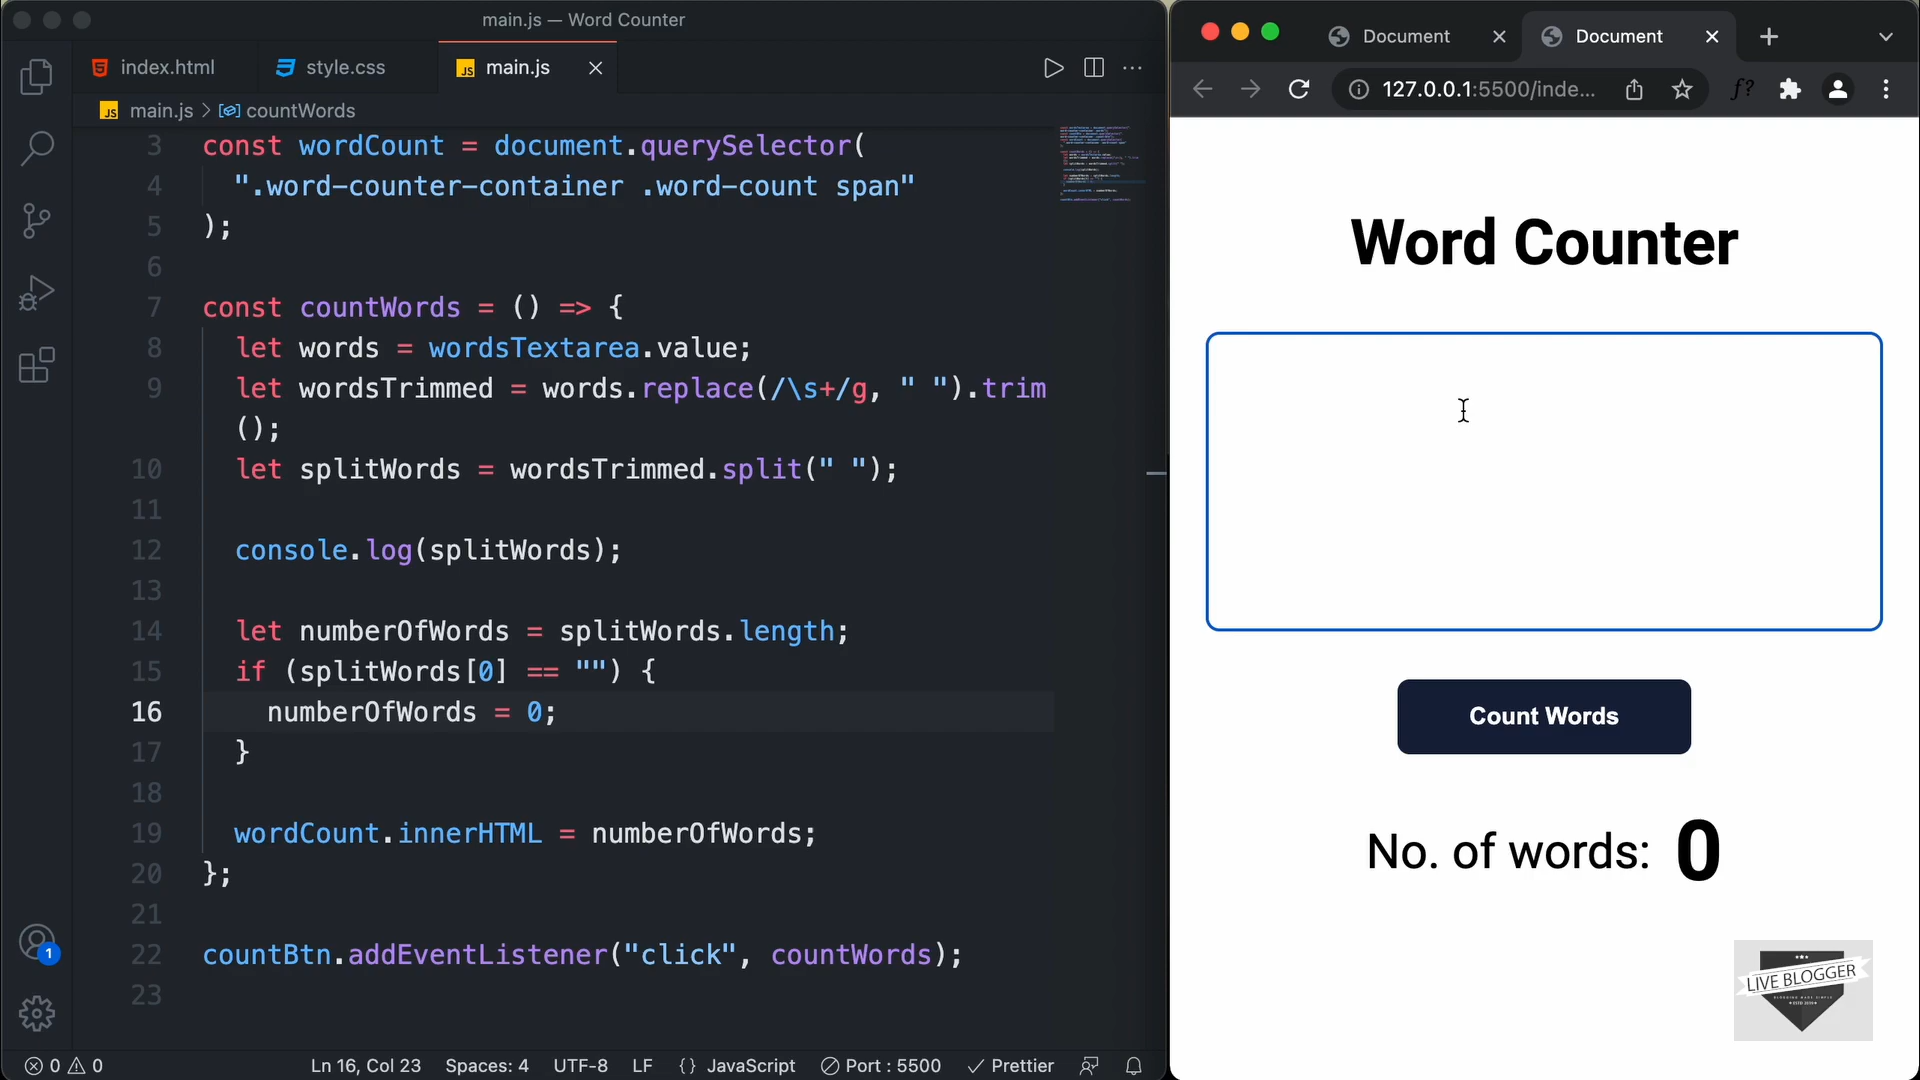 main.js — Word Counter
index.html
style.css
JS main.js
JS main.js > countWords
3 const wordCount = document.querySelector(
4 ".word-counter-container .word-count span"
5 );
6
7 const countWords = () => {
8 let words = wordsTextarea.value;
9 let wordsTrimmed = words.replace(/\s+/g, " ").trim
();
10 let splitWords = wordsTrimmed.split(" ");
11
12 console.log(splitWords);
13
14 let numberOfWords = splitWords.length;
15 if (splitWords[0] == "") {
16 numberOfWords = 0;
17 }
18
19 wordCount.innerHTML = numberOfWords;
20 };
21
22 countBtn.addEventListener("click", countWords);
23
1
0 0 Ln 16, Col 23 Spaces: 4 UTF-8 LF {} JavaScript Port : 5500 Prettier
Document
Document
127.0.0.1:5500/inde...
f?
Word Counter
Count Words
No. of words: 0
LIVE BLOGGER